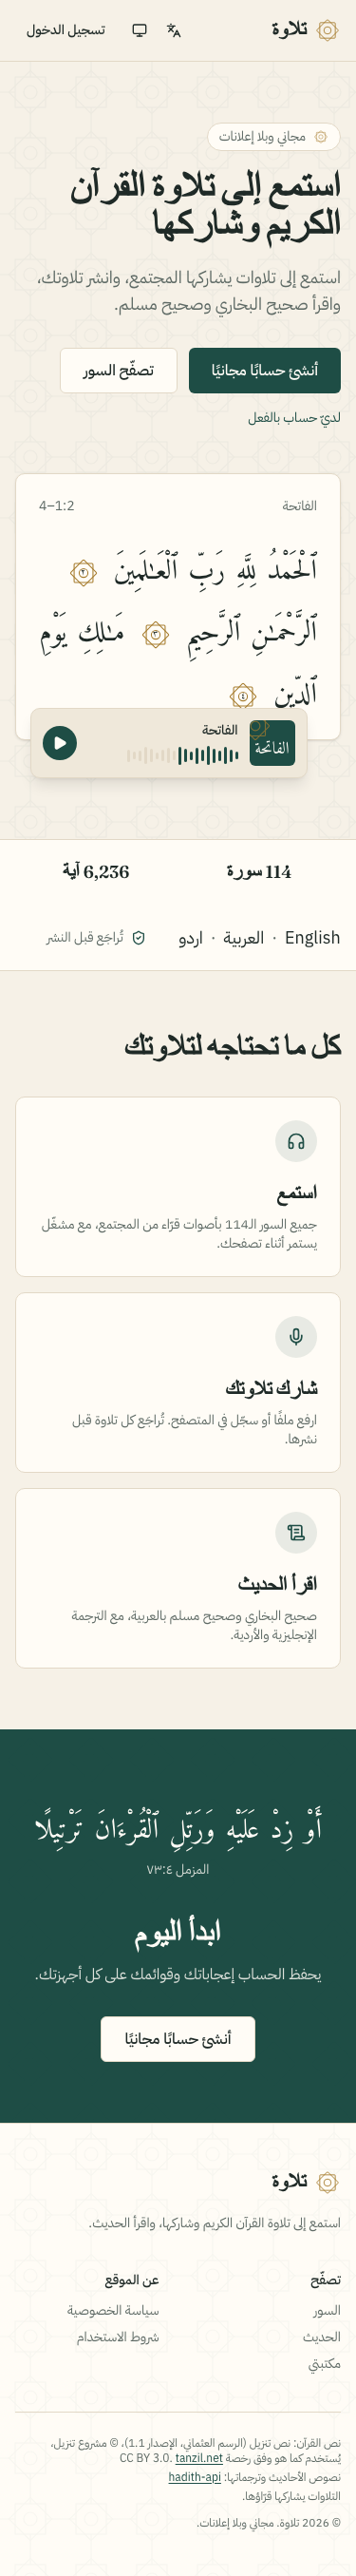 تلاوة
تسجيل الدخول
مجاني وبلا إعلانات
استمع إلى تلاوة القرآن
الكريم وشاركها
استمع إلى تلاوات يشاركها المجتمع، وانشر تلاوتك،
واقرأ صحيح البخاري وصحيح مسلم.
أنشئ حسابًا مجانيًا
تصفّح السور
لديّ حساب بالفعل
الفاتحة
1:2–4
ٱلْحَمْدُ لِلَّهِ رَبِّ ٱلْعَـٰلَمِينَ ٢
ٱلرَّحْمَـٰنِ ٱلرَّحِيمِ ٣ مَـٰلِكِ يَوْمِ
ٱلدِّينِ ٤
الفاتحة
الفاتحة
114 سورة
6,236 آية
English · العربية · اردو
تُراجَع قبل النشر
كل ما تحتاجه لتلاوتك
استمع
جميع السور الـ114 بأصوات قرّاء من المجتمع، مع مشغّل
يستمر أثناء تصفحك.
شارك تلاوتك
ارفع ملفًا أو سجّل في المتصفح. تُراجَع كل تلاوة قبل
نشرها.
اقرأ الحديث
صحيح البخاري وصحيح مسلم بالعربية، مع الترجمة
الإنجليزية والأردية.
أَوْ زِدْ عَلَيْهِ وَرَتِّلِ ٱلْقُرْءَانَ تَرْتِيلًا
المزمل ٧٣:٤
ابدأ اليوم
يحفظ الحساب إعجاباتك وقوائمك على كل أجهزتك.
أنشئ حسابًا مجانيًا
تلاوة
استمع إلى تلاوة القرآن الكريم وشاركها، واقرأ الحديث.
تصفّح
السور
الحديث
مكتبتي
عن الموقع
سياسة الخصوصية
شروط الاستخدام
نص القرآن: نص تنزيل (الرسم العثماني، الإصدار 1.1)، © مشروع تنزيل،
يُستخدم كما هو وفق رخصة CC BY 3.0. tanzil.net
نصوص الأحاديث وترجماتها: hadith-api
التلاوات يشاركها قرّاؤها.
© 2026 تلاوة. مجاني وبلا إعلانات.